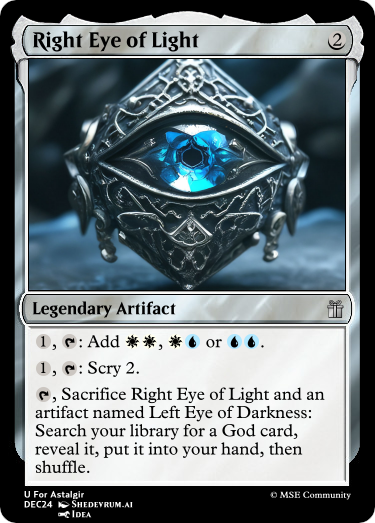 Right Eye of Light 2
Legendary Artifact
1, : Add , or .
1, : Scry 2.
, Sacrifice Right Eye of Light and an
artifact named Left Eye of Darkness:
Search your library for a God card,
reveal it, put it into your hand, then
shuffle.
U For Astalgir
DEC24 Shedevrum.ai
Idea
© MSE Community